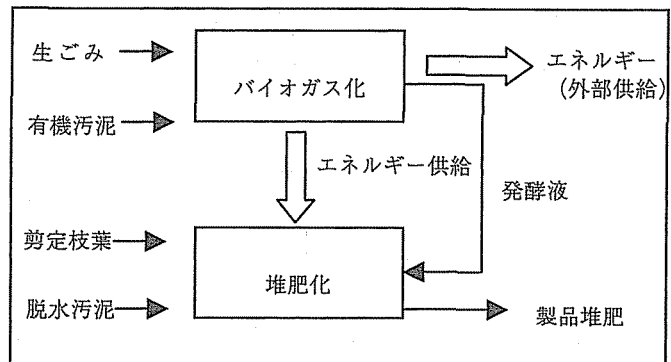 生ごみ
バイオガス化
エネルギー
（外部供給）
有機汚泥
エネルギー供給
発酵液
剪定枝葉
堆肥化
脱水汚泥
製品堆肥